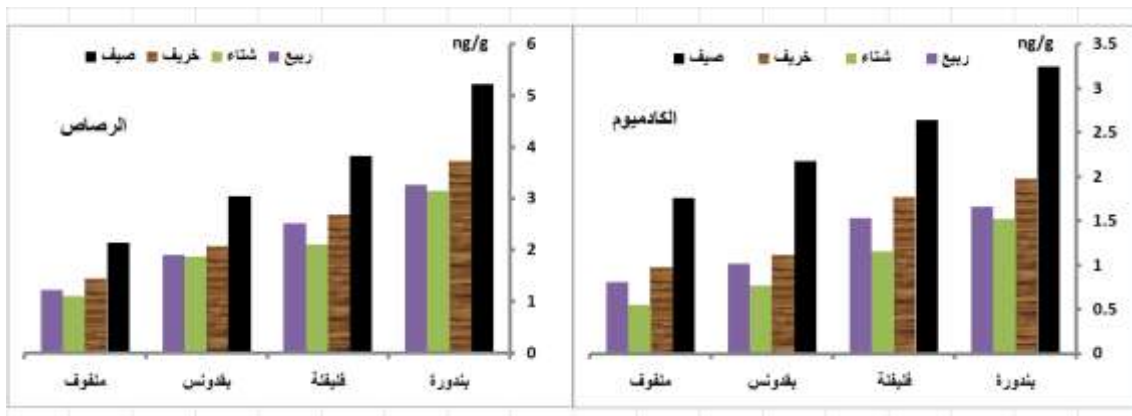 ng/g
صيف خريف شتاء ربيع
الكادميوم
3.5
3
2.5
2
1.5
1
0.5
0
بندورة فليفلة بقدونس ملفوف
ng/g
صيف خريف شتاء ربيع
الرصاص
6
5
4
3
2
1
0
بندورة فليفلة بقدونس ملفوف